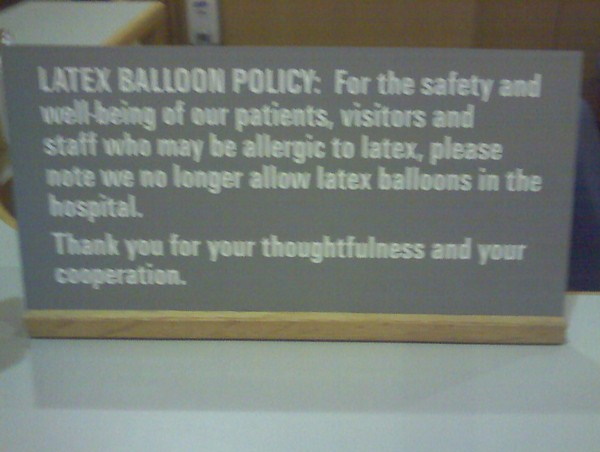 LATEX BALLOON POLICY: For the safety and
well-being of our patients, visitors and
staff who may be allergic to latex, please
note we no longer allow latex balloons in the
hospital.
Thank you for your thoughtfulness and your
cooperation.